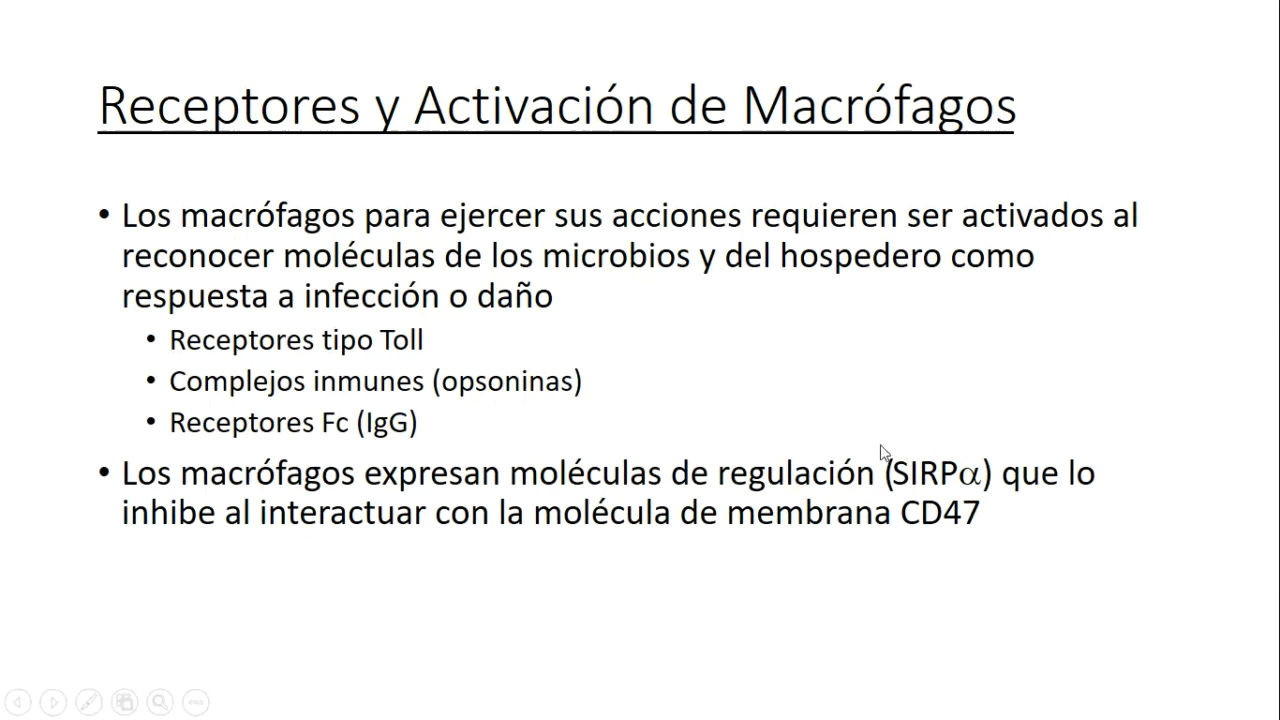 Receptores y Activación de Macrófagos
• Los macrófagos para ejercer sus acciones requieren ser activados al
reconocer moléculas de los microbios y del hospedero como
respuesta a infección o daño
• Receptores tipo Toll
• Complejos inmunes (opsoninas)
• Receptores Fc (IgG)
• Los macrófagos expresan moléculas de regulación (SIRPα) que lo
inhibe al interactuar con la molécula de membrana CD47